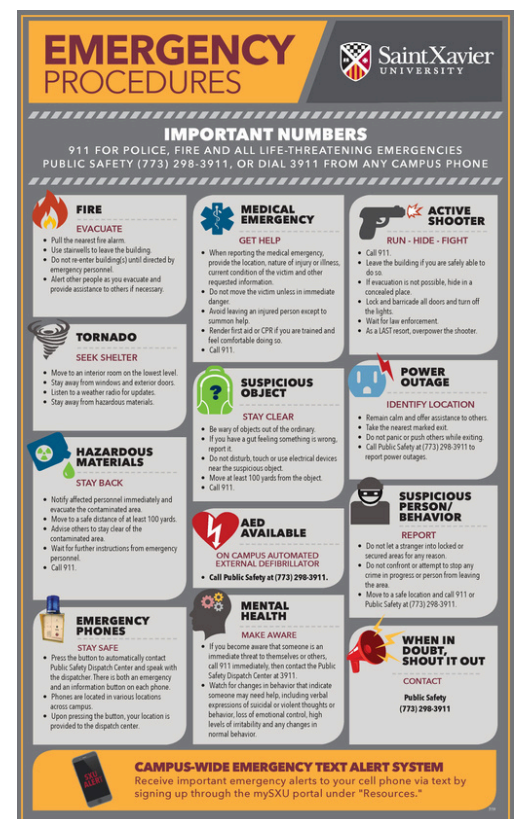 EMERGENCY
PROCEDURES
SaintXavier
UNIVERSITY
IMPORTANT NUMBERS
911 FOR POLICE, FIRE AND ALL LIFE-THREATENING EMERGENCIES
PUBLIC SAFETY (773) 298-3911, OR DIAL 3911 FROM ANY CAMPUS PHONE
FIRE
EVACUATE
• Pull the nearest fire alarm.
• Use stairwells to leave the building.
• Do not re-enter building(s) until directed by
emergency personnel.
• Alert other people as you evacuate and
provide assistance to others if necessary.
TORNADO
SEEK SHELTER
• Move to an interior room on the lowest level.
• Stay away from windows and exterior doors.
• Listen to a weather radio for updates.
• Stay away from hazardous materials.
HAZARDOUS
MATERIALS
STAY BACK
• Notify affected personnel immediately and
evacuate the contaminated area.
• Move to a safe distance of at least 100 yards.
• Advise others to stay clear of the
contaminated area.
• Wait for further instructions from emergency
personnel.
• Call 911.
EMERGENCY
PHONES
STAY SAFE
• Press the button to automatically contact
Public Safety Dispatch Center and speak with
the dispatcher. There is both an emergency
and an information button on each phone.
• Phones are located in various locations
across campus.
• Upon pressing the button, your location is
provided to the dispatch center.
MEDICAL
EMERGENCY
GET HELP
• When reporting the medical emergency,
provide the location, nature of injury or illness,
current condition of the victim and other
requested information.
• Do not move the victim unless in immediate
danger.
• Avoid leaving an injured person except to
summon help.
• Render first aid or CPR if you are trained and
feel comfortable doing so.
• Call 911.
SUSPICIOUS
OBJECT
?
STAY CLEAR
• Be wary of objects out of the ordinary.
• If you have a gut feeling something is wrong,
report it.
• Do not disturb, touch or use electrical devices
near the suspicious object.
• Move at least 100 yards from the object.
• Call 911.
AED
AVAILABLE
ON CAMPUS AUTOMATED
EXTERNAL DEFIBRILLATOR
• Call Public Safety at (773) 298-3911.
MENTAL
HEALTH
MAKE AWARE
• If you become aware that someone is an
immediate threat to themselves or others,
call 911 immediately, then contact the Public
Safety Dispatch Center at 3911.
• Watch for changes in behavior that indicate
someone may need help, including verbal
expressions of suicidal or violent thoughts or
behavior, loss of emotional control, high
levels of irritability and any changes in
normal behavior.
ACTIVE
SHOOTER
RUN - HIDE - FIGHT
• Call 911.
• Leave the building if you are safely able to
do so.
• If evacuation is not possible, hide in a
concealed place.
• Lock and barricade all doors and turn off
the lights.
• Wait for law enforcement.
• As a LAST resort, overpower the shooter.
POWER
OUTAGE
IDENTIFY LOCATION
• Remain calm and offer assistance to others.
• Take the nearest marked exit.
• Do not panic or push others while exiting.
• Call Public Safety at (773) 298-3911 to
report power outages.
SUSPICIOUS
PERSON/
BEHAVIOR
REPORT
• Do not let a stranger into locked or
secured areas for any reason.
• Do not confront or attempt to stop any
crime in progress or person from leaving
the area.
• Move to a safe location and call 911 or
Public Safety at (773) 298-3911.
WHEN IN
DOUBT,
SHOUT IT OUT
CONTACT
Public Safety
(773) 298-3911
SXU
ALERT
CAMPUS-WIDE EMERGENCY TEXT ALERT SYSTEM
Receive important emergency alerts to your cell phone via text by
signing up through the mySXU portal under "Resources."